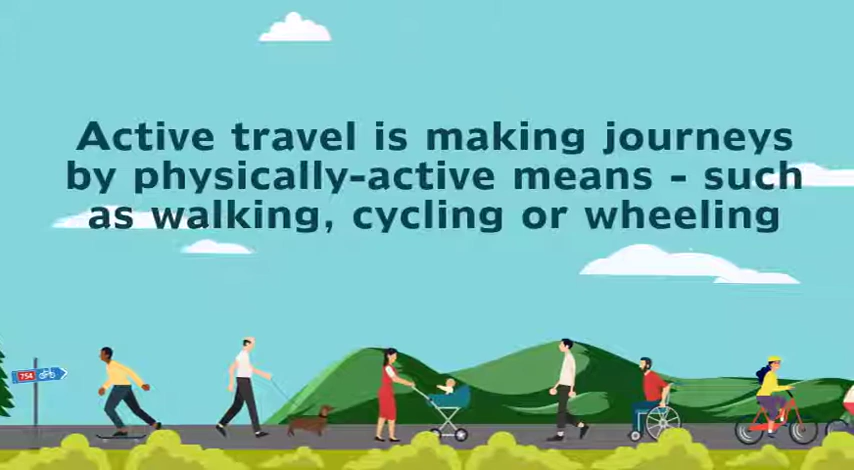 Active travel is making journeys
by physically-active means - such
as walking, cycling or wheeling
754